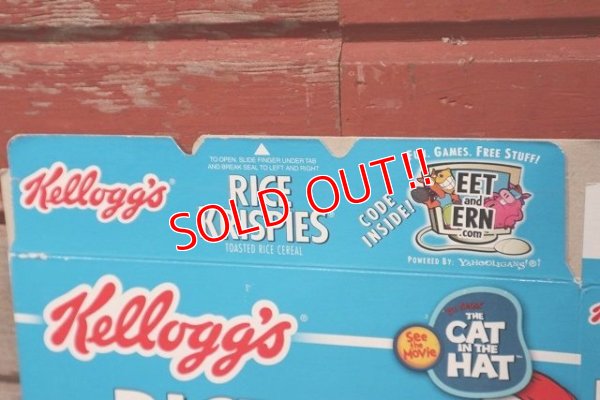 TO OPEN, SLIDE FINGER UNDER TAB
AND BREAK SEAL TO LEFT AND RIGHT
Kellogg's®
RICE
KRISPIES®
TOASTED RICE CEREAL
CODE
INSIDE!
GAMES. FREE STUFF!
EET
and
ERN
.com™
POWERED BY: YAHOOLIGANS!®
SOLD OUT!!
Kellogg's®
See
the
Movie
THE
CAT
IN THE
HAT